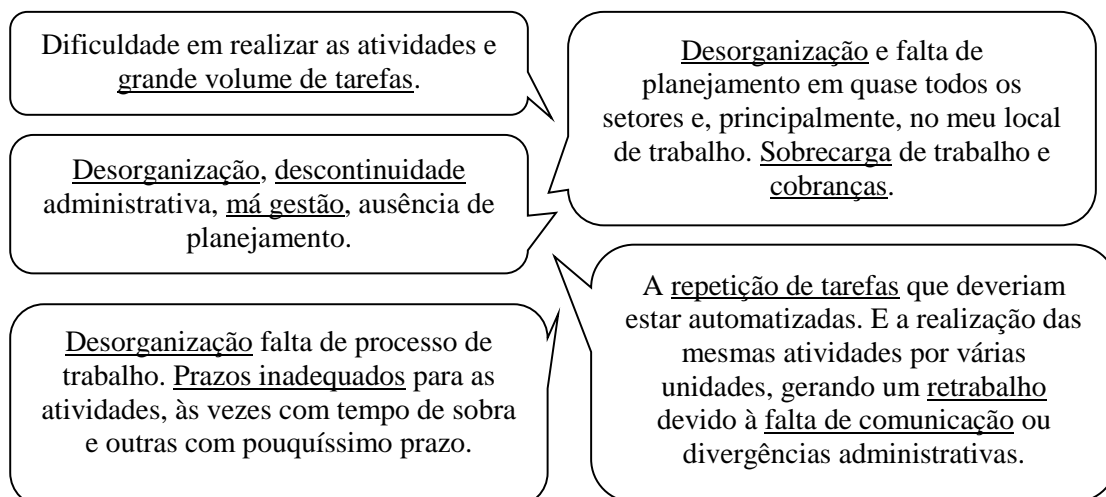 Dificuldade em realizar as atividades e
grande volume de tarefas.
Desorganização e falta de
planejamento em quase todos os
setores e, principalmente, no meu local
de trabalho. Sobrecarga de trabalho e
cobranças.
Desorganização, descontinuidade
administrativa, má gestão, ausência de
planejamento.
A repetição de tarefas que deveriam
estar automatizadas. E a realização das
mesmas atividades por várias
unidades, gerando um retrabalho
devido à falta de comunicação ou
divergências administrativas.
Desorganização falta de processo de
trabalho. Prazos inadequados para as
atividades, às vezes com tempo de sobra
e outras com pouquíssimo prazo.